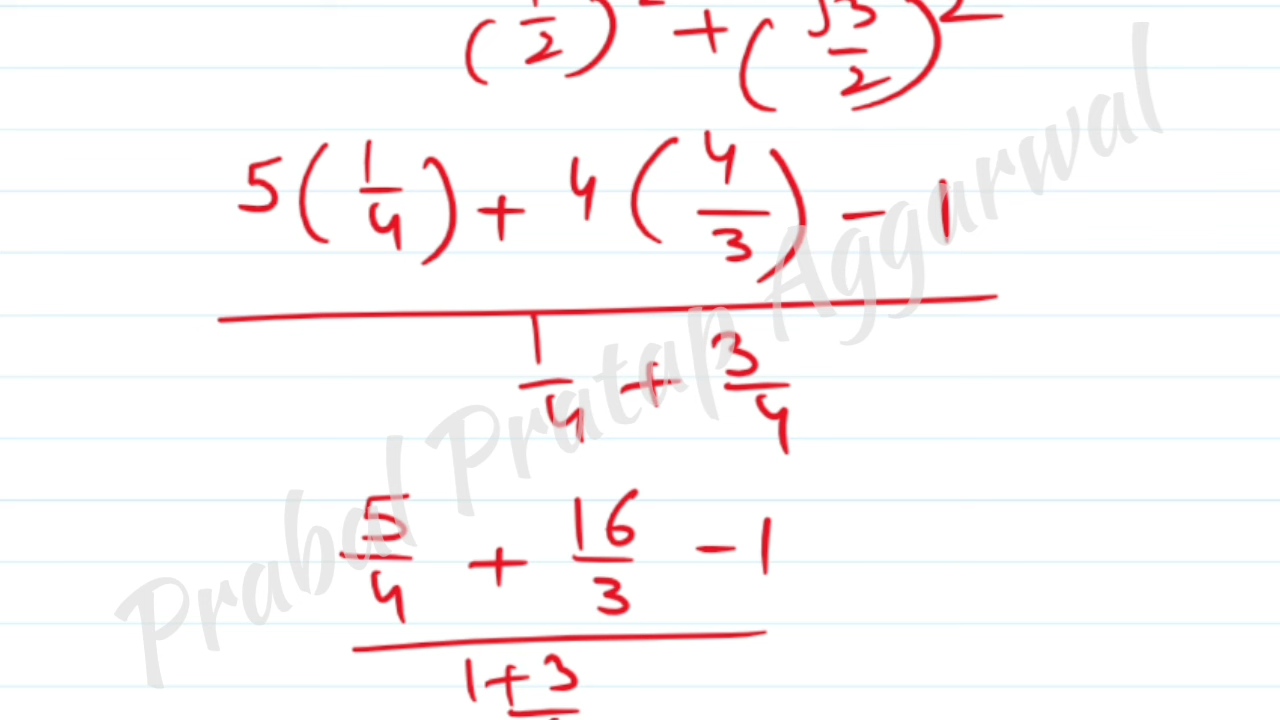 (1/2)² + (√3/2)²
5(1/4) + 4(4/3) - 1
1/4 + 3/4
5/4 + 16/3 - 1
1+3
Prabal Pratap Aggarwal